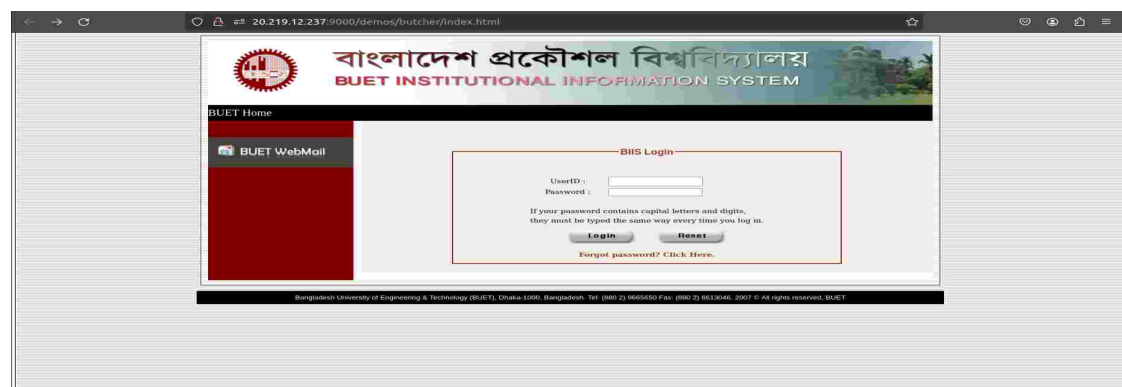 20.219.12.237:9000/demos/butcher/index.html
বাংলাদেশ প্রকৌশল বিশ্ববিদ্যালয়
BUET INSTITUTIONAL INFORMATION SYSTEM
BUET Home
BUET WebMail
BIIS Login
UserID :
Password :
If your password contains capital letters and digits,
they must be typed the same way every time you log in.
Login Reset
Forgot password? Click Here.
Bangladesh University of Engineering & Technology (BUET), Dhaka-1000, Bangladesh. Tel: (880 2) 9665650 Fax: (880 2) 8613046. 2007 © All rights reserved, BUET